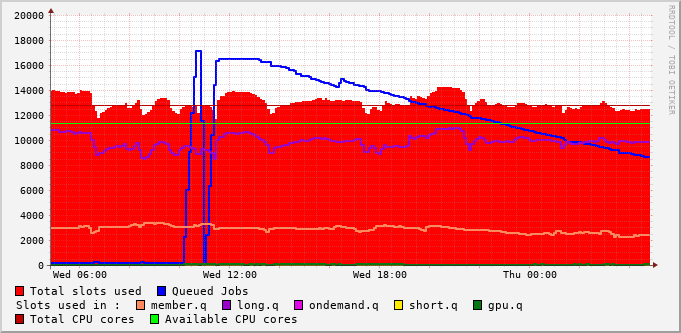 20000
18000
16000
14000
12000
10000
8000
6000
4000
2000
0
Wed 06:00 Wed 12:00 Wed 18:00 Thu 00:00
Total slots used Queued Jobs
Slots used in : member.q long.q ondemand.q short.q gpu.q
Total CPU cores Available CPU cores
RRDTOOL / TOBI OETIKER